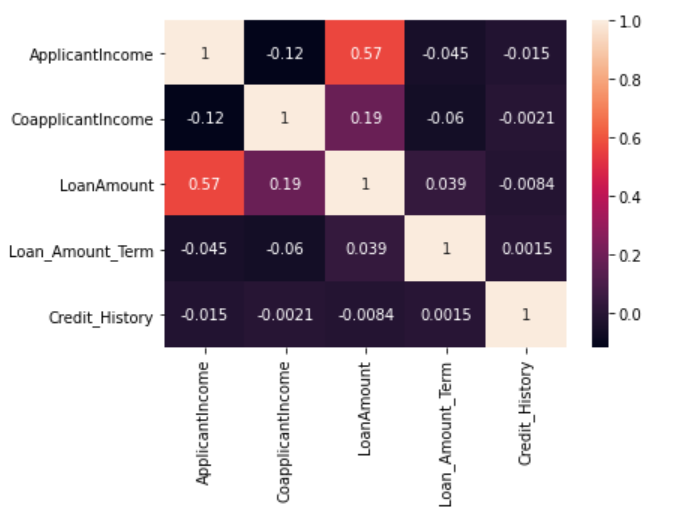 ApplicantIncome 1 -0.12 0.57 -0.045 -0.015
CoapplicantIncome -0.12 1 0.19 -0.06 -0.0021
LoanAmount 0.57 0.19 1 0.039 -0.0084
Loan_Amount_Term -0.045 -0.06 0.039 1 0.0015
Credit_History -0.015 -0.0021 -0.0084 0.0015 1
ApplicantIncome
CoapplicantIncome
LoanAmount
Loan_Amount_Term
Credit_History
1.0
0.8
0.6
0.4
0.2
0.0